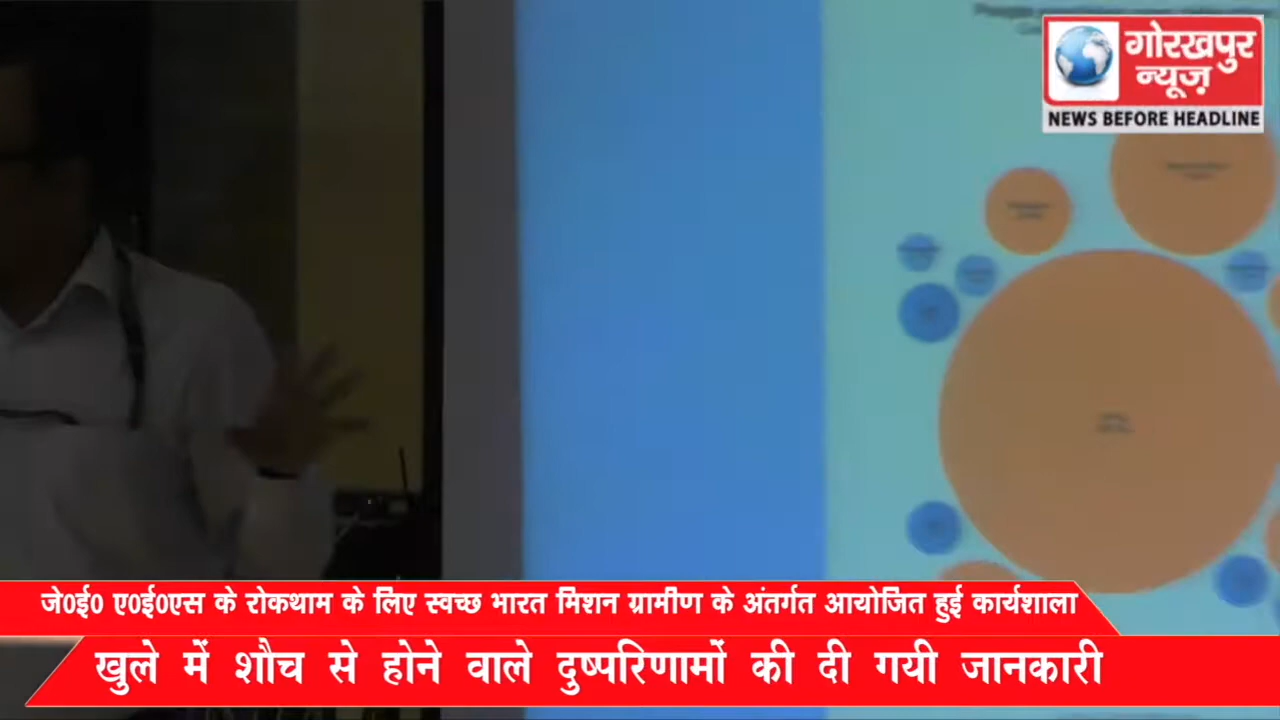 गोरखपुर
न्यूज़
NEWS BEFORE HEADLINE
जे0ई0 ए0ई0एस के रोकथाम के लिए स्वच्छ भारत मिशन ग्रामीण के अंतर्गत आयोजित हुई कार्यशाला
खुले में शौच से होने वाले दुष्परिणामों की दी गयी जानकारी